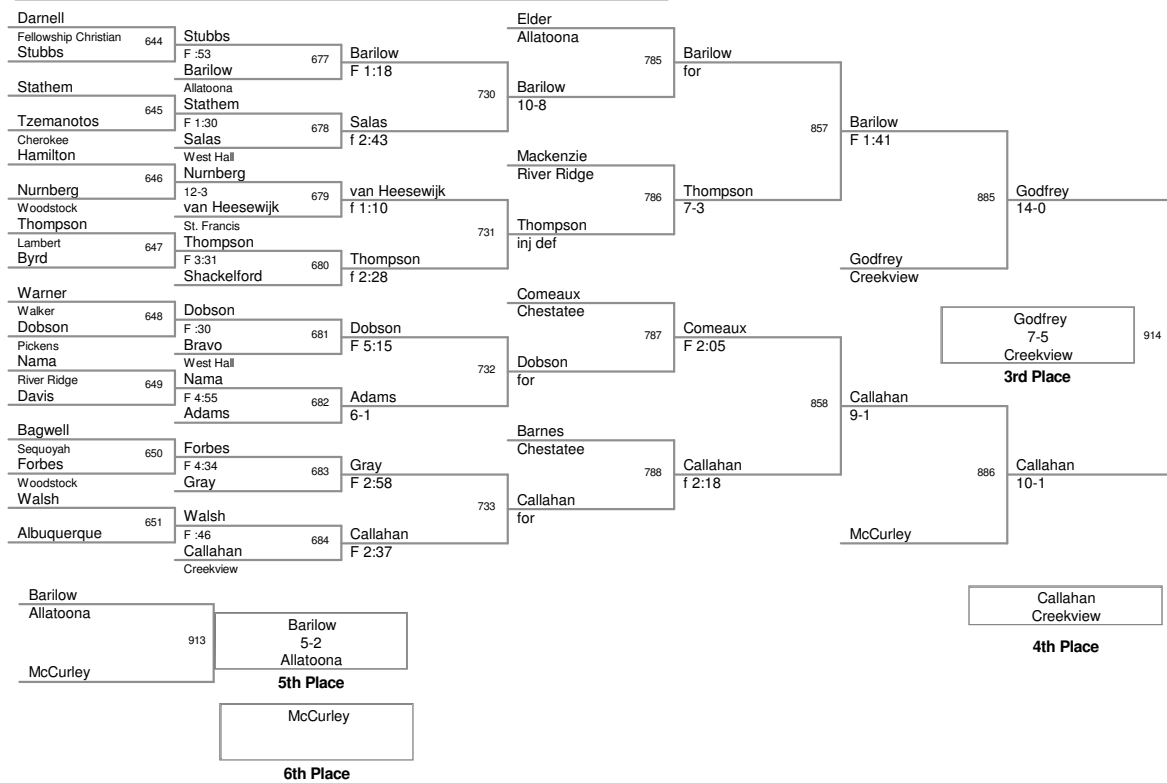 Darnell
Fellowship Christian
644
Stubbs
Stathem
645
Tzemanotos
Cherokee
Hamilton
646
Nurnberg
Woodstock
Thompson
Lambert
647
Byrd
Warner
Walker
648
Dobson
Pickens
Nama
River Ridge
649
Davis
Bagwell
Sequoyah
650
Forbes
Woodstock
Walsh
651
Albuquerque
Stubbs
F :53
677
Barilow
Allatoona
Stathem
F 1:30
678
Salas
West Hall
Nurnberg
12-3
679
van Heesewijk
St. Francis
Thompson
F 3:31
680
Shackelford
Dobson
F :30
681
Bravo
West Hall
Nama
F 4:55
682
Adams
Forbes
F 4:34
683
Gray
Walsh
F :46
684
Callahan
Creekview
Barilow
F 1:18
730
Salas
f 2:43
van Heesewijk
f 1:10
731
Thompson
f 2:28
Dobson
F 5:15
732
Adams
6-1
Gray
F 2:58
733
Callahan
F 2:37
Elder
Allatoona
785
Barilow
10-8
Mackenzie
River Ridge
786
Thompson
inj def
Comeaux
Chestatee
787
Dobson
for
Barnes
Chestatee
788
Callahan
for
Barilow
for
857
Thompson
7-3
Comeaux
F 2:05
858
Callahan
f 2:18
Barilow
F 1:41
885
Godfrey
Creekview
Callahan
9-1
886
McCurley
Godfrey
14-0
Callahan
10-1
Godfrey
7-5
Creekview
914
3rd Place
Callahan
Creekview
4th Place
Barilow
Allatoona
913
McCurley
Barilow
5-2
Allatoona
5th Place
McCurley
6th Place